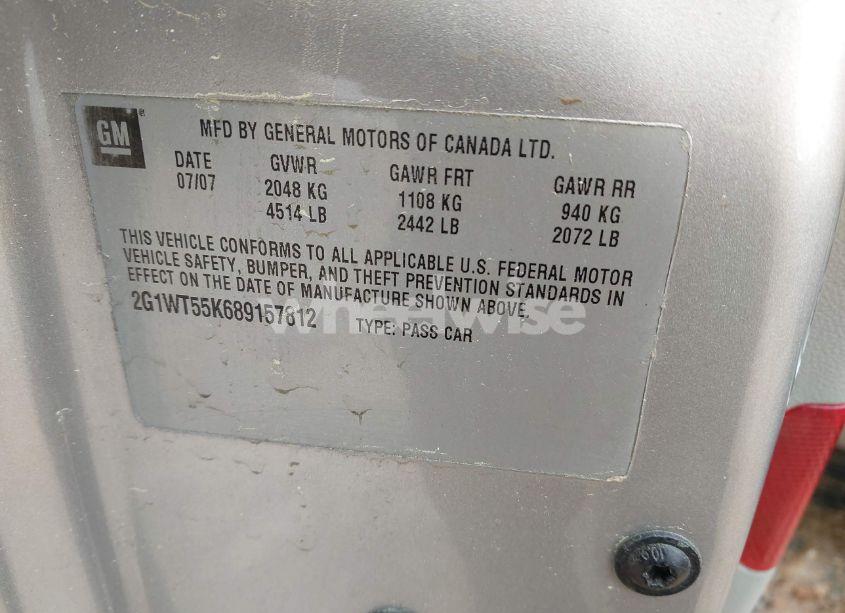 GM
MFD BY GENERAL MOTORS OF CANADA LTD.
DATE GVWR GAWR FRT GAWR RR
07/07 2048 KG 1108 KG 940 KG
4514 LB 2442 LB 2072 LB
THIS VEHICLE CONFORMS TO ALL APPLICABLE U.S. FEDERAL MOTOR
VEHICLE SAFETY, BUMPER, AND THEFT PREVENTION STANDARDS IN
EFFECT ON THE DATE OF MANUFACTURE SHOWN ABOVE.
2G1WT55K689157812 TYPE: PASS CAR
wheelwise